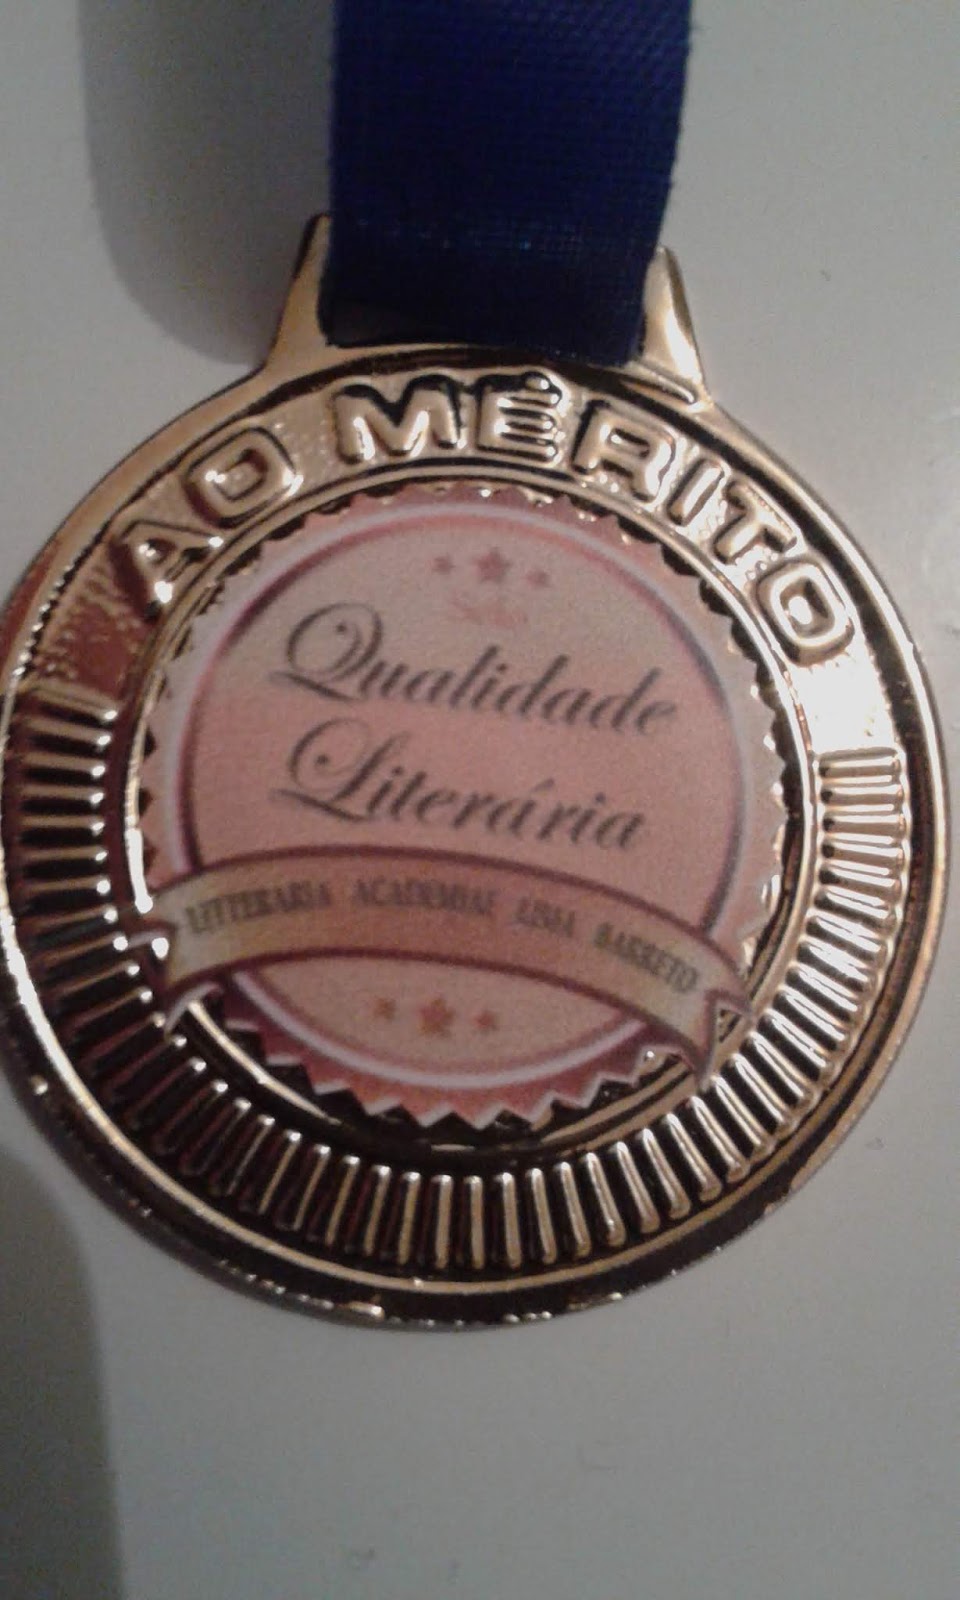 AO MÉRITO
Qualidade
Literária
LITTERARIA ACADEMIAE LIMA BARRETO